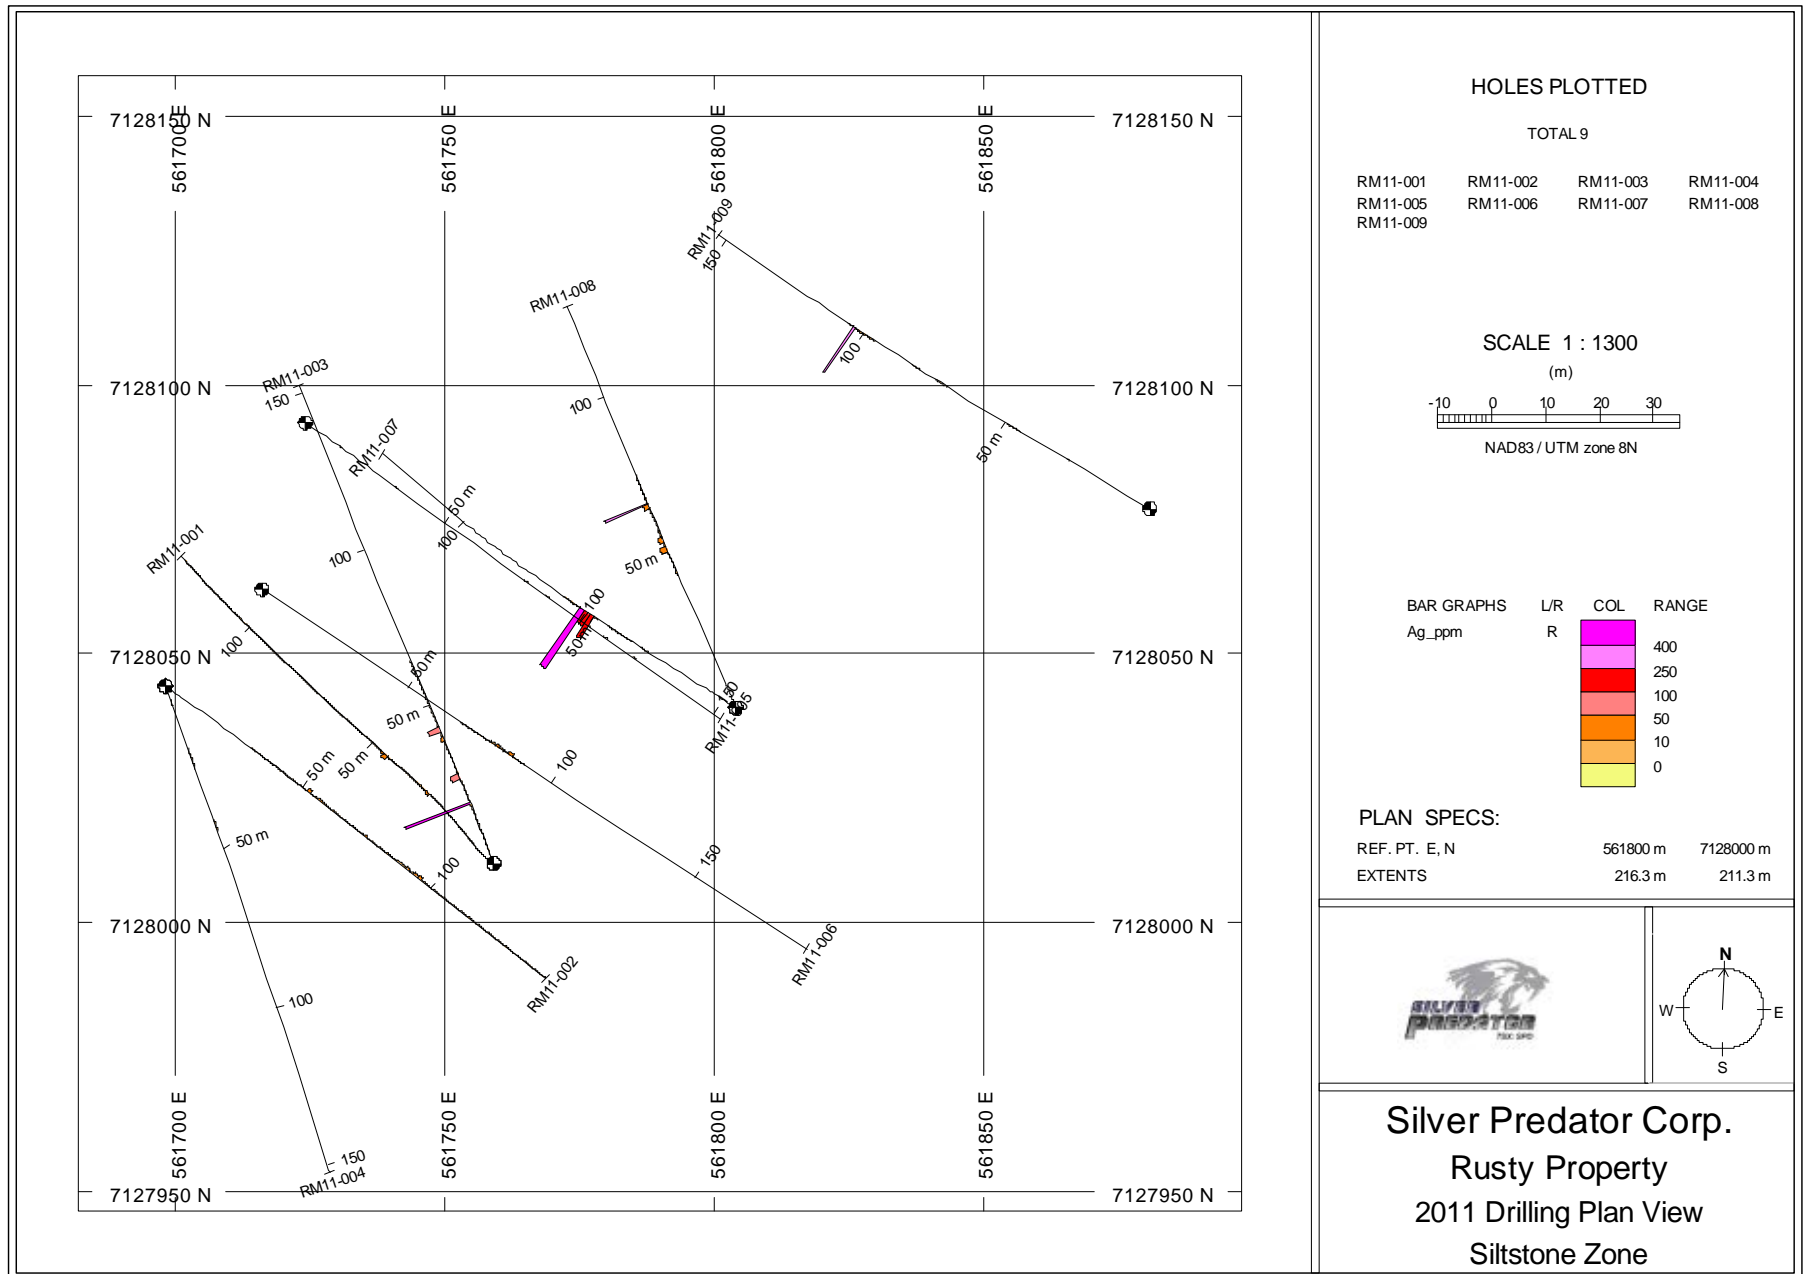 561700 E
561750 E
561800 E
561850 E
7128150 N
7128150 N
RM11-009
150
RM11-008
100
50 m
RM11-003
150
7128100 N
100
7128100 N
RM11-007
50 m
100
100
RM11-001
50 m
100
100
50 m
7128050 N
50 m
50 m
150
RM11-005
7128050 N
50 m
50 m
50 m
100
100
50 m
150
7128000 N
RM11-006
7128000 N
RM11-002
100
150
RM11-004
561700 E
561750 E
561800 E
561850 E
7127950 N
7127950 N
HOLES PLOTTED
TOTAL 9
RM11-001 RM11-002 RM11-003 RM11-004
RM11-005 RM11-006 RM11-007 RM11-008
RM11-009
SCALE 1 : 1300
(m)
-10 0 10 20 30
NAD83 / UTM zone 8N
BAR GRAPHS L/R COL RANGE
Ag_ppm R
400
250
100
50
10
0
PLAN SPECS:
REF. PT. E, N 561800 m 7128000 m
EXTENTS 216.3 m 211.3 m
SILVER
PREDATOR
N
W E
S
Silver Predator Corp.
Rusty Property
2011 Drilling Plan View
Siltstone Zone